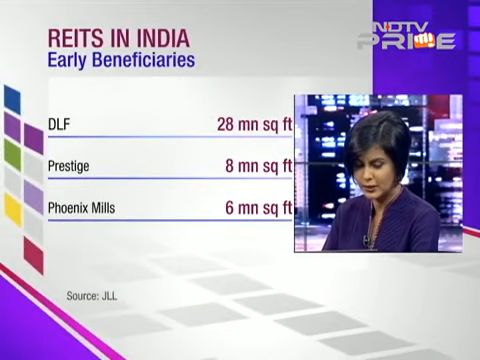 REITS IN INDIA
Early Beneficiaries
NDTV
PRIME
DLF 28 mn sq ft
Prestige 8 mn sq ft
Phoenix Mills 6 mn sq ft
Source: JLL